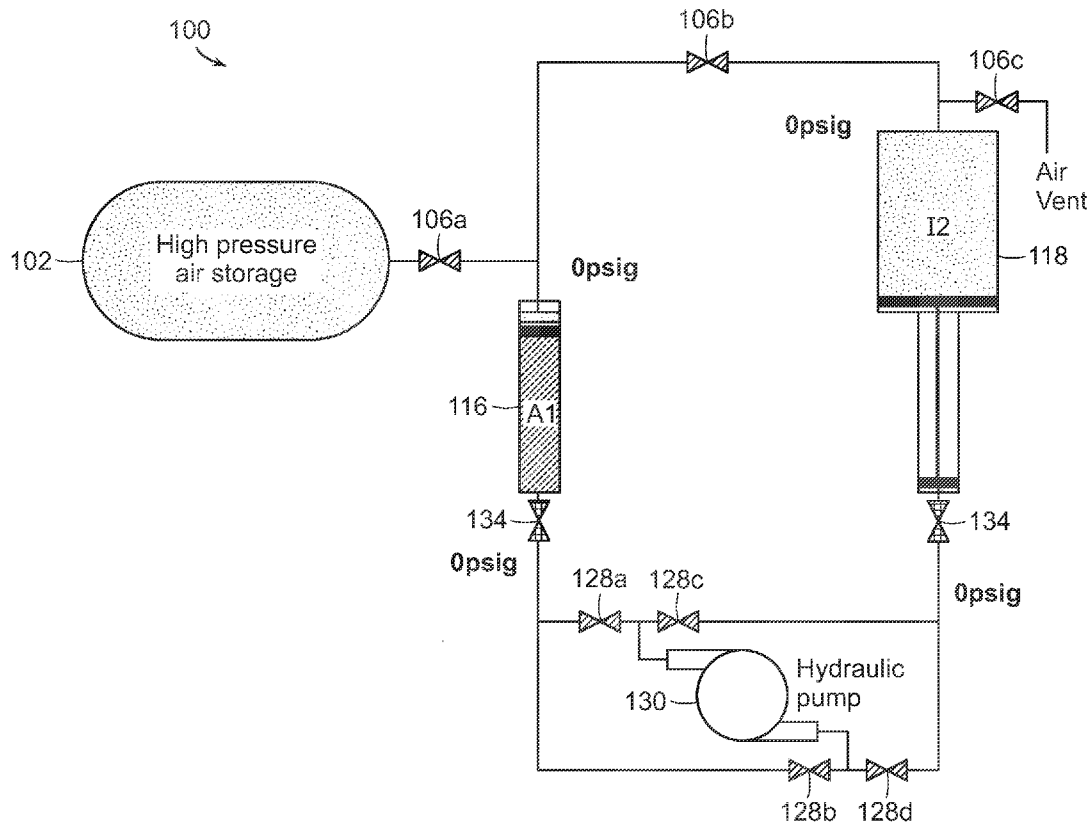 100
106b
106c
0psig
Air
Vent
I2
118
106a
102
High pressure
air storage
0psig
116
A1
134
134
0psig
0psig
128a
128c
Hydraulic
pump
130
128b
128d